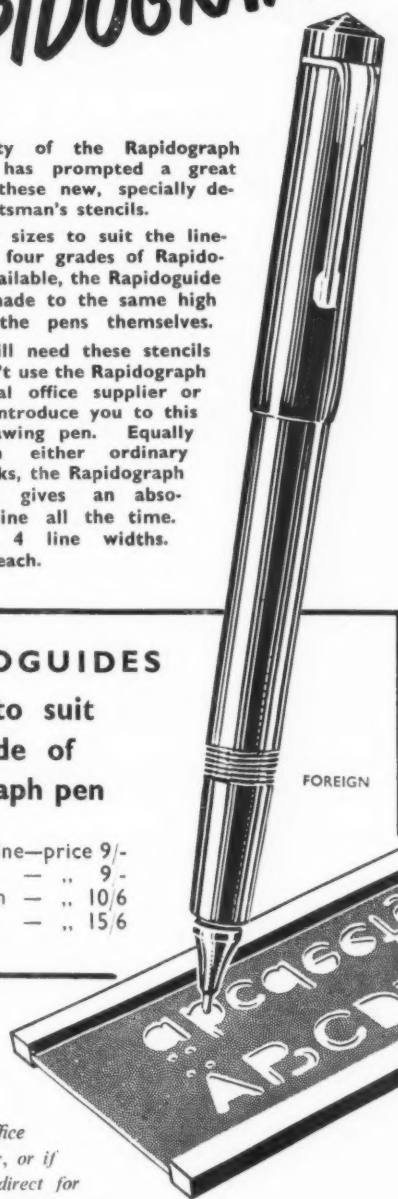 ty of the Rapidograph
has prompted a great
these new, specially de-
tsman's stencils.
sizes to suit the line-
four grades of Rapido-
ailable, the Rapidoguide
nade to the same high
the pens themselves.
ill need these stencils
't use the Rapidograph
al office supplier or
ntroduce you to this
awing pen. Equally
either ordinary
ks, the Rapidograph
gives an abso-
ine all the time.
4 line widths.
each.
OGUIDES
to suit
de of
aph pen
FOREIGN
ne—price 9/-
— ,, 9/-
— ,, 10/6
— ,, 15/6
ABCD
ffice
, or if
direct for